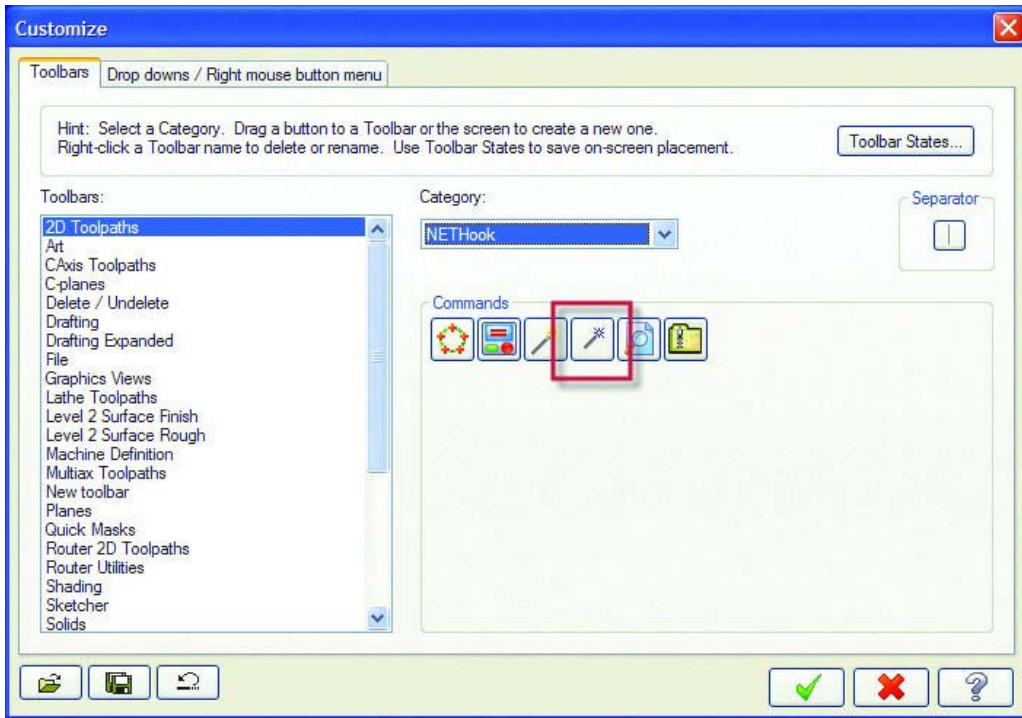 Customize
Toolbars
Drop downs / Right mouse button menu
Hint: Select a Category. Drag a button to a Toolbar or the screen to create a new one.
Right-click a Toolbar name to delete or rename. Use Toolbar States to save on-screen placement.
Toolbar States...
Toolbars:
2D Toolpaths
Art
CAxis Toolpaths
C-planes
Delete / Undelete
Drafting
Drafting Expanded
File
Graphics Views
Lathe Toolpaths
Level 2 Surface Finish
Level 2 Surface Rough
Machine Definition
Multiax Toolpaths
New toolbar
Planes
Quick Masks
Router 2D Toolpaths
Router Utilities
Shading
Sketcher
Solids
Category:
NETHook
Separator
Commands